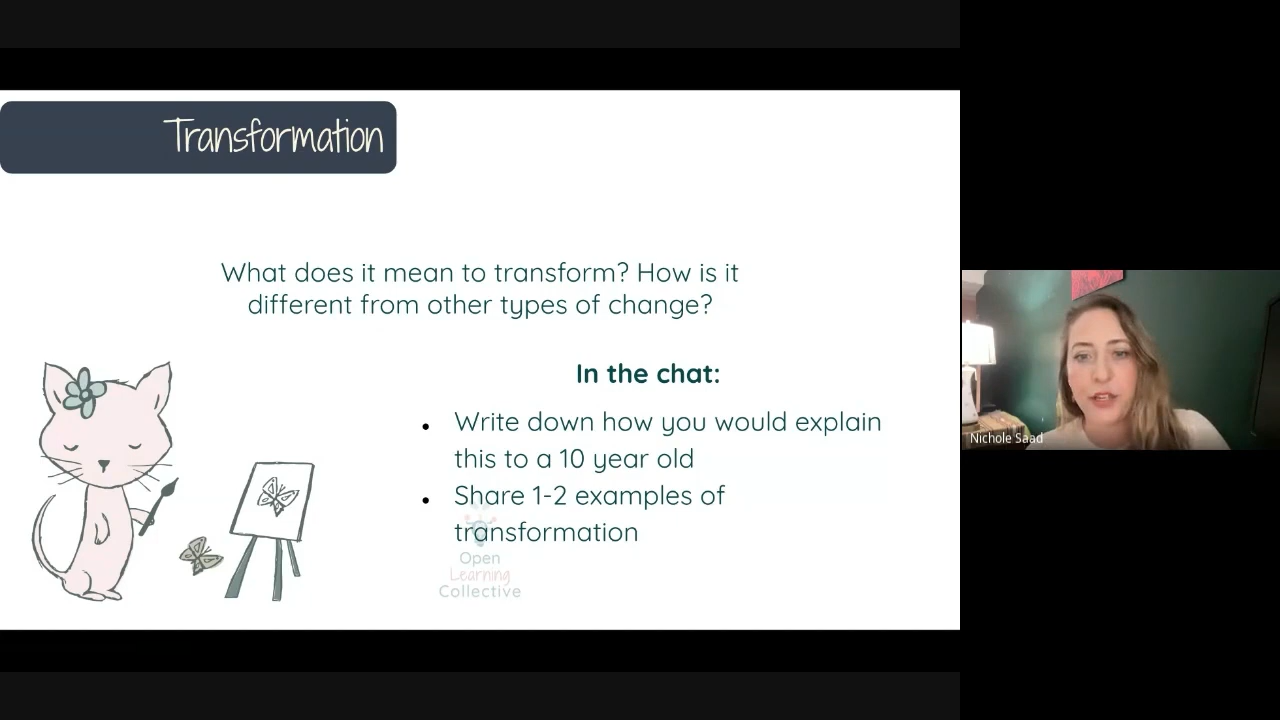 Transformation
What does it mean to transform? How is it
different from other types of change?
In the chat:
• Write down how you would explain
this to a 10 year old
• Share 1-2 examples of
transformation
Open
Learning
Collective
Nichole Saad